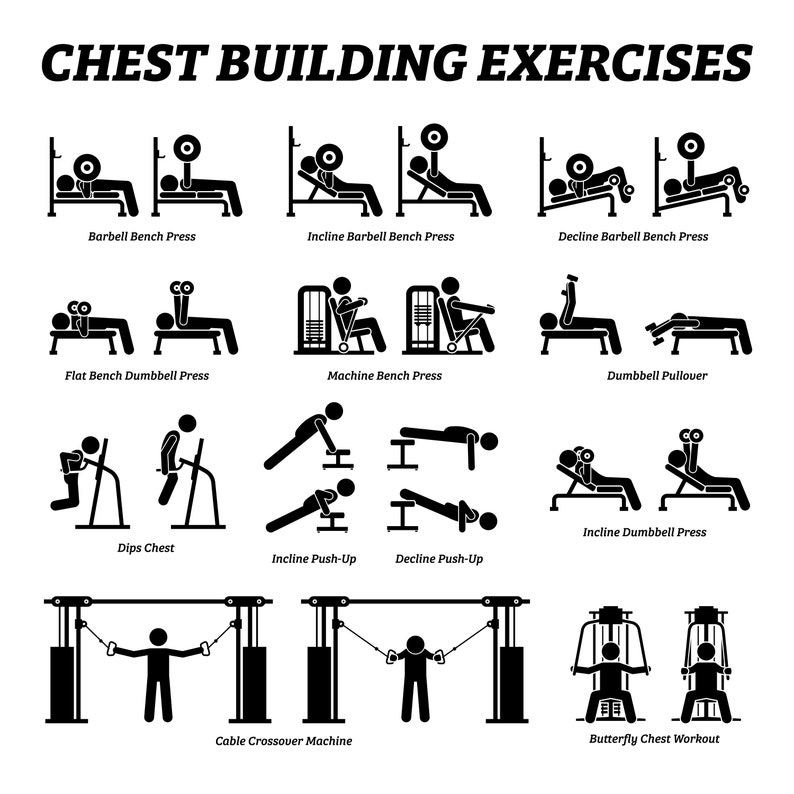 CHEST BUILDING EXERCISES
Barbell Bench Press
Incline Barbell Bench Press
Decline Barbell Bench Press
Flat Bench Dumbbell Press
Machine Bench Press
Dumbbell Pullover
Dips Chest
Incline Push-Up
Decline Push-Up
Incline Dumbbell Press
Cable Crossover Machine
Butterfly Chest Workout